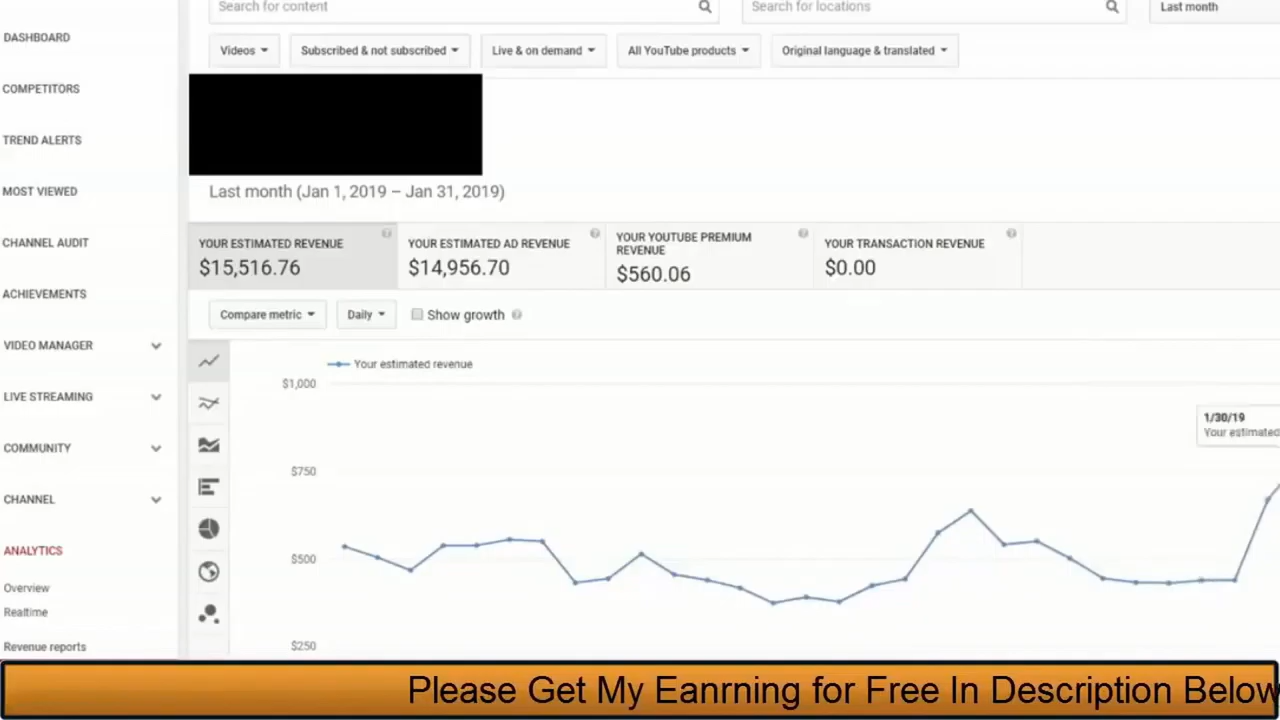 Search for content
Search for locations
Last month
DASHBOARD
Videos
Subscribed & not subscribed
Live & on demand
All YouTube products
Original language & translated
COMPETITORS
TREND ALERTS
MOST VIEWED
Last month (Jan 1, 2019 – Jan 31, 2019)
CHANNEL AUDIT
YOUR ESTIMATED REVENUE
$15,516.76
YOUR ESTIMATED AD REVENUE
$14,956.70
YOUR YOUTUBE PREMIUM
REVENUE
$560.06
YOUR TRANSACTION REVENUE
$0.00
ACHIEVEMENTS
Compare metric
Daily
Show growth
VIDEO MANAGER
Your estimated revenue
$1,000
LIVE STREAMING
1/30/19
Your estimated
COMMUNITY
$750
CHANNEL
ANALYTICS
$500
Overview
Realtime
Revenue reports
$250
Please Get My Eanrning for Free In Description Below